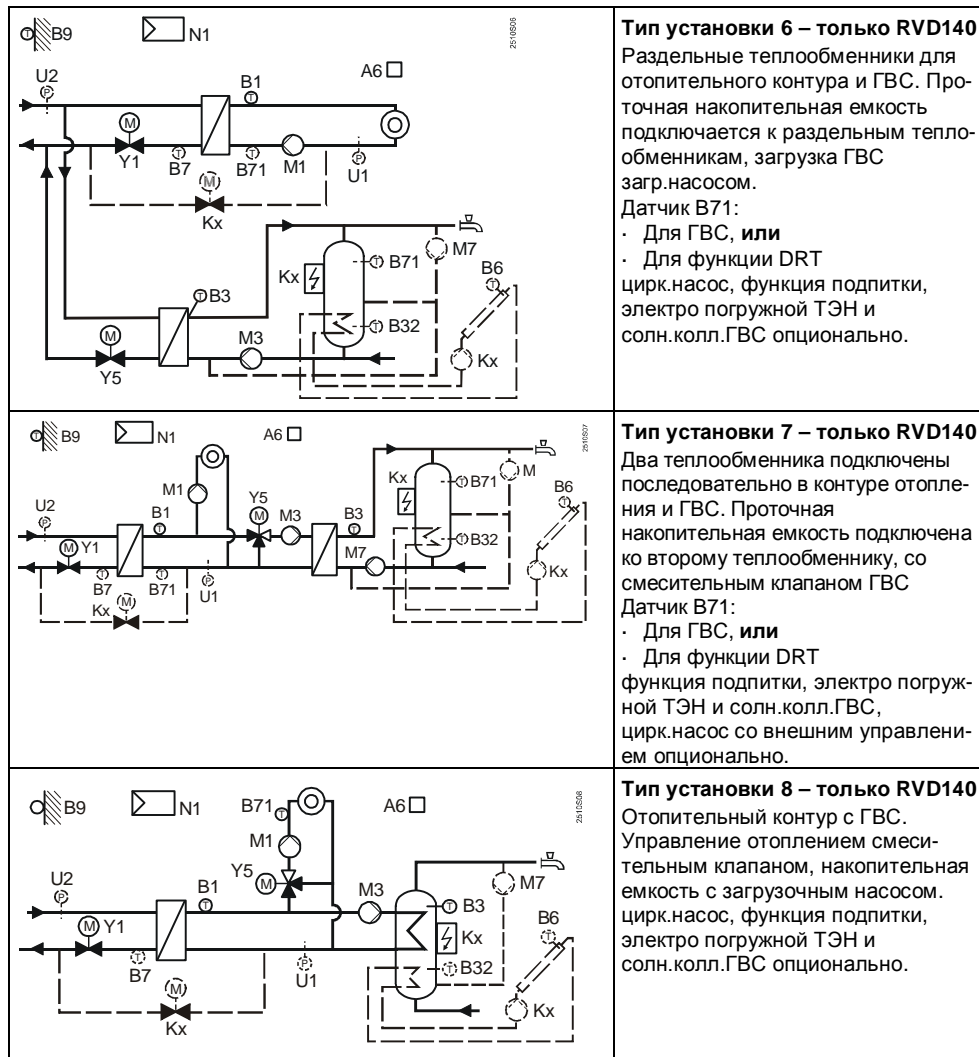 B9
N1
2510S06
U2
B1
A6
Y1
B7
B71
M1
U1
Kx
M7
Kx
B71
B6
B3
B32
M3
Kx
Y5
Тип установки 6 – только RVD140
Раздельные теплообменники для
отопительного контура и ГВС. Про-
точная накопительная емкость
подключается к раздельным тепло-
обменникам, загрузка ГВС
загр.насосом.
Датчик B71:
· Для ГВС, или
· Для функции DRT
цирк.насос, функция подпитки,
электро погружной ТЭН и
солн.колл.ГВС опционально.
B9
N1
A6
2510S07
M1
Y5
Kx
B71
M
B6
U2
B1
M3
B3
Y1
M7
B32
B7
B71
U1
Kx
Kx
Тип установки 7 – только RVD140
Два теплообменника подключены
последовательно в контуре отопле-
ния и ГВС. Проточная
накопительная емкость подключена
ко второму теплообменнику, со
смесительным клапаном ГВС
Датчик B71:
· Для ГВС, или
· Для функции DRT
функция подпитки, электро погруж-
ной ТЭН и солн.колл.ГВС,
цирк.насос со внешним управлени-
ем опционально.
B9
N1
B71
A6
2510S08
M1
Y5
U2
B1
M3
M7
B3
B6
Y1
Kx
B7
U1
B32
Kx
Kx
Тип установки 8 – только RVD140
Отопительный контур с ГВС.
Управление отоплением смеси-
тельным клапаном, накопительная
емкость с загрузочным насосом.
цирк.насос, функция подпитки,
электро погружной ТЭН и
солн.колл.ГВС опционально.